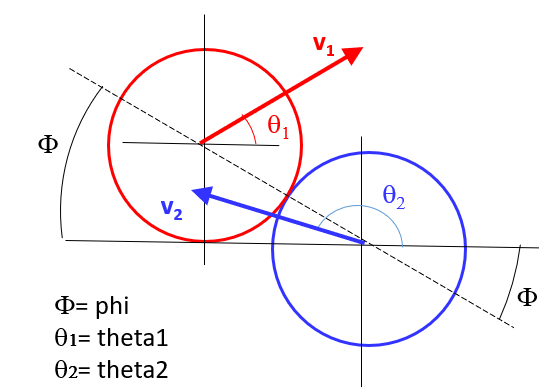 v₁
θ₁
Φ
v₂
θ₂
Φ
Φ= phi
θ1= theta1
θ2= theta2